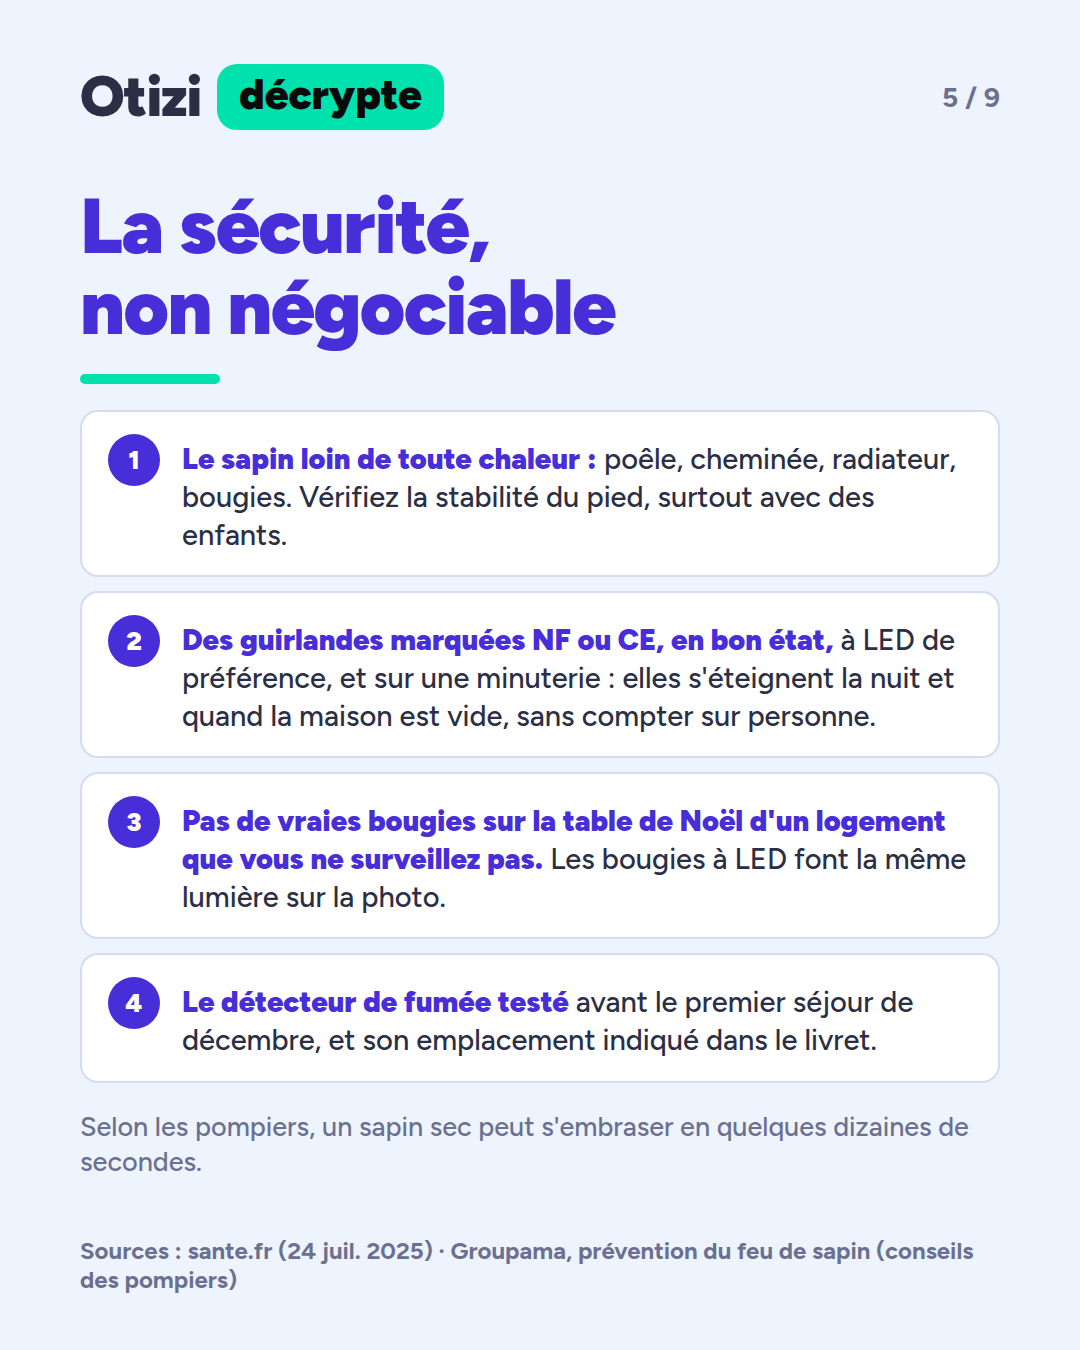 Otizi décrypte
5 / 9
La sécurité,
non négociable
1
Le sapin loin de toute chaleur : poêle, cheminée, radiateur,
bougies. Vérifiez la stabilité du pied, surtout avec des
enfants.
2
Des guirlandes marquées NF ou CE, en bon état, à LED de
préférence, et sur une minuterie : elles s'éteignent la nuit et
quand la maison est vide, sans compter sur personne.
3
Pas de vraies bougies sur la table de Noël d'un logement
que vous ne surveillez pas. Les bougies à LED font la même
lumière sur la photo.
4
Le détecteur de fumée testé avant le premier séjour de
décembre, et son emplacement indiqué dans le livret.
Selon les pompiers, un sapin sec peut s'embraser en quelques dizaines de
secondes.
Sources : sante.fr (24 juil. 2025) · Groupama, prévention du feu de sapin (conseils
des pompiers)